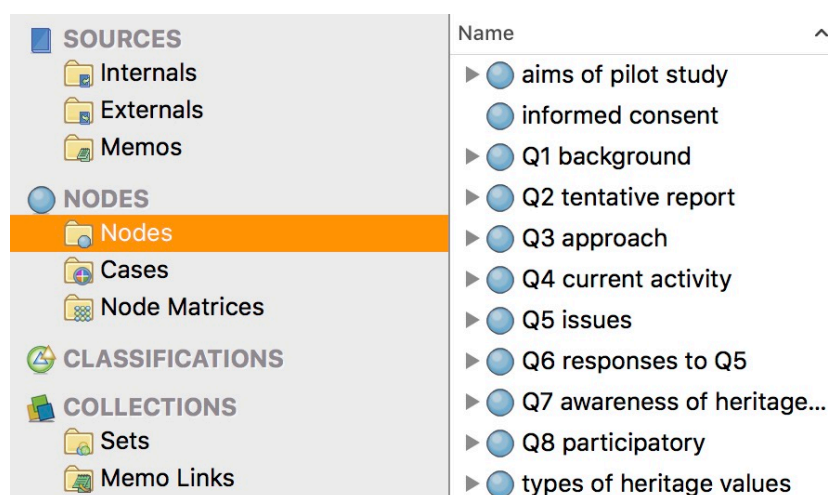 SOURCES
Internals
Externals
Memos
NODES
Nodes
Cases
Node Matrices
CLASSIFICATIONS
COLLECTIONS
Sets
Memo Links
Name
aims of pilot study
informed consent
Q1 background
Q2 tentative report
Q3 approach
Q4 current activity
Q5 issues
Q6 responses to Q5
Q7 awareness of heritage...
Q8 participatory
types of heritage values